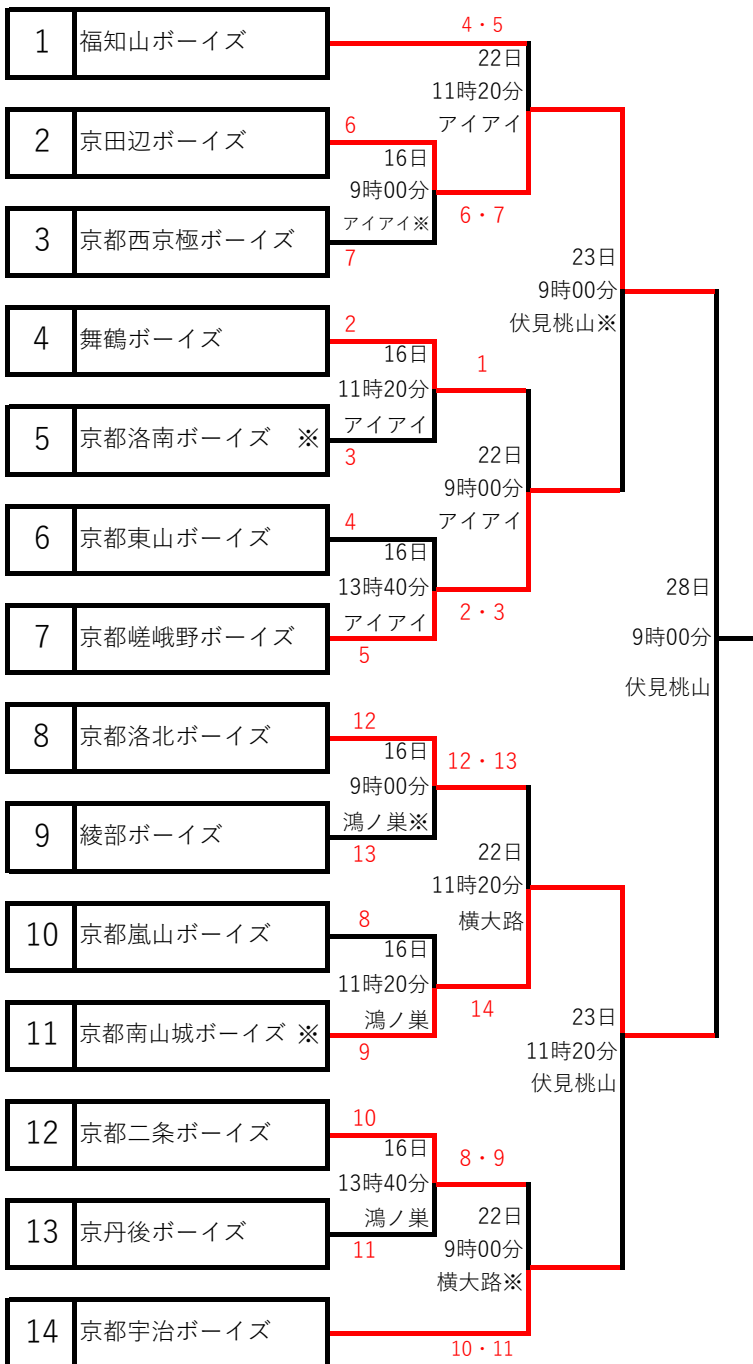 4・5
1 福知山ボーイズ
22日
11時20分
アイアイ
6
2 京田辺ボーイズ
16日
9時00分
アイアイ※
6・7
3 京都西京極ボーイズ
7
23日
9時00分
伏見桃山※
2
4 舞鶴ボーイズ
16日
1
11時20分
アイアイ
5 京都洛南ボーイズ ※
3
22日
9時00分
アイアイ
4
6 京都東山ボーイズ
16日
13時40分
アイアイ
2・3
7 京都嵯峨野ボーイズ
5
28日
9時00分
伏見桃山
12
8 京都洛北ボーイズ
16日
12・13
9時00分
鴻ノ巣※
9 綾部ボーイズ
13
22日
11時20分
横大路
8
10 京都嵐山ボーイズ
16日
11時20分
鴻ノ巣
14
11 京都南山城ボーイズ ※
9
23日
11時20分
伏見桃山
10
12 京都二条ボーイズ
16日
8・9
13時40分
鴻ノ巣
13 京丹後ボーイズ
11
22日
9時00分
横大路※
14 京都宇治ボーイズ
10・11